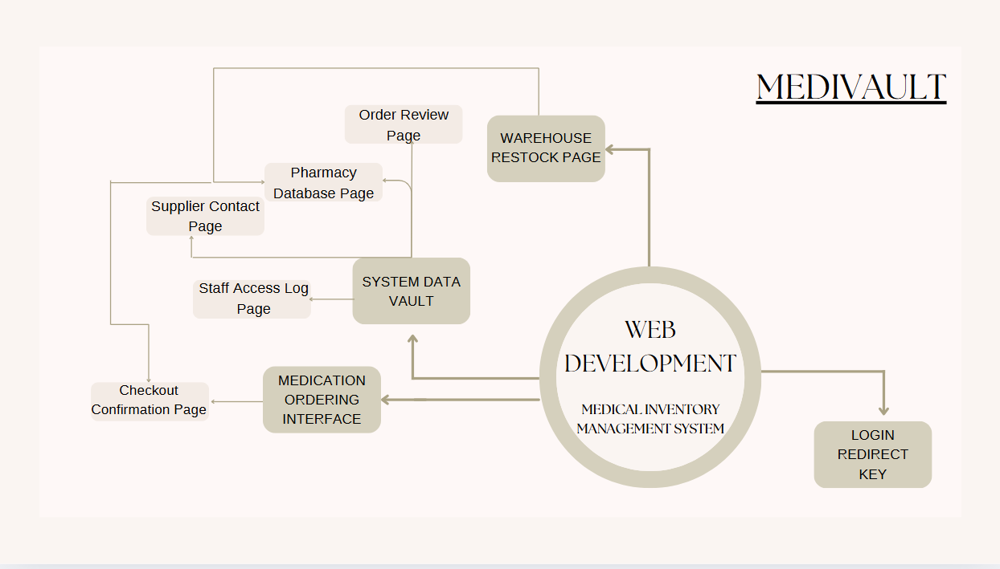 MEDIVAULT
Order Review
Page
WAREHOUSE
RESTOCK PAGE
Pharmacy
Database Page
Supplier Contact
Page
SYSTEM DATA
VAULT
Staff Access Log
Page
WEB
DEVELOPMENT
MEDICAL INVENTORY
MANAGEMENT SYSTEM
MEDICATION
ORDERING
INTERFACE
Checkout
Confirmation Page
LOGIN
REDIRECT
KEY